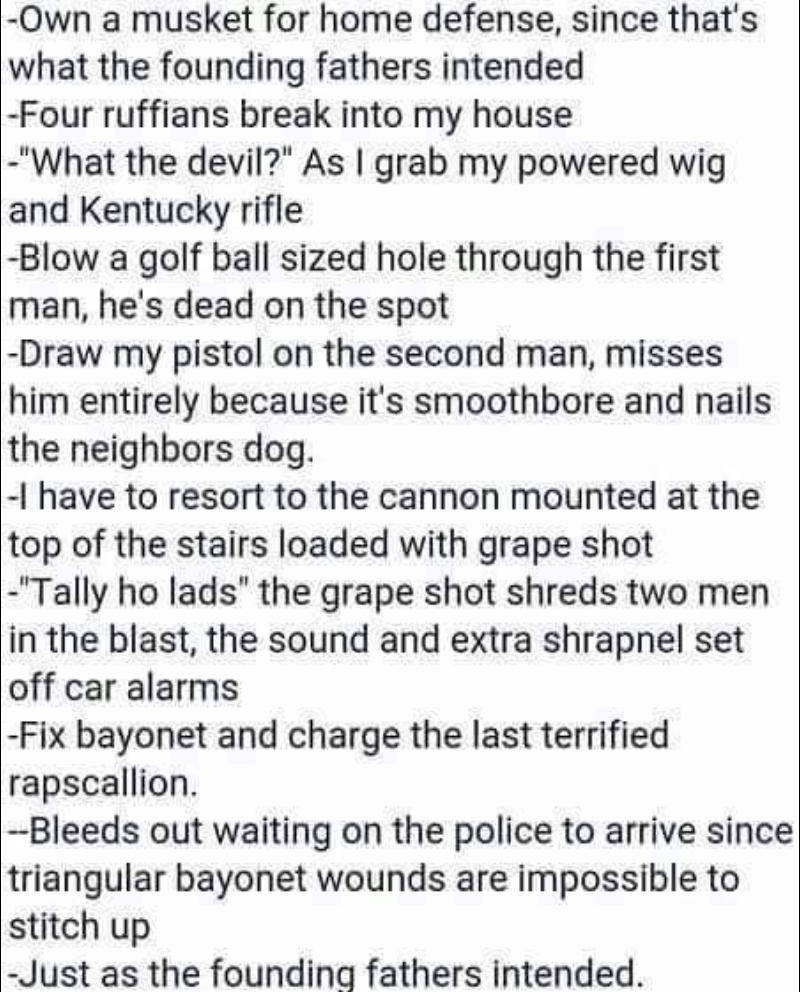 -Own a musket for home defense, since that's
what the founding fathers intended
-Four ruffians break into my house
-"What the devil?" As I grab my powered wig
and Kentucky rifle
-Blow a golf ball sized hole through the first
man, he's dead on the spot
-Draw my pistol on the second man, misses
him entirely because it's smoothbore and nails
the neighbors dog.
-I have to resort to the cannon mounted at the
top of the stairs loaded with grape shot
-"Tally ho lads" the grape shot shreds two men
in the blast, the sound and extra shrapnel set
off car alarms
-Fix bayonet and charge the last terrified
rapscallion.
--Bleeds out waiting on the police to arrive since
triangular bayonet wounds are impossible to
stitch up
-Just as the founding fathers intended.